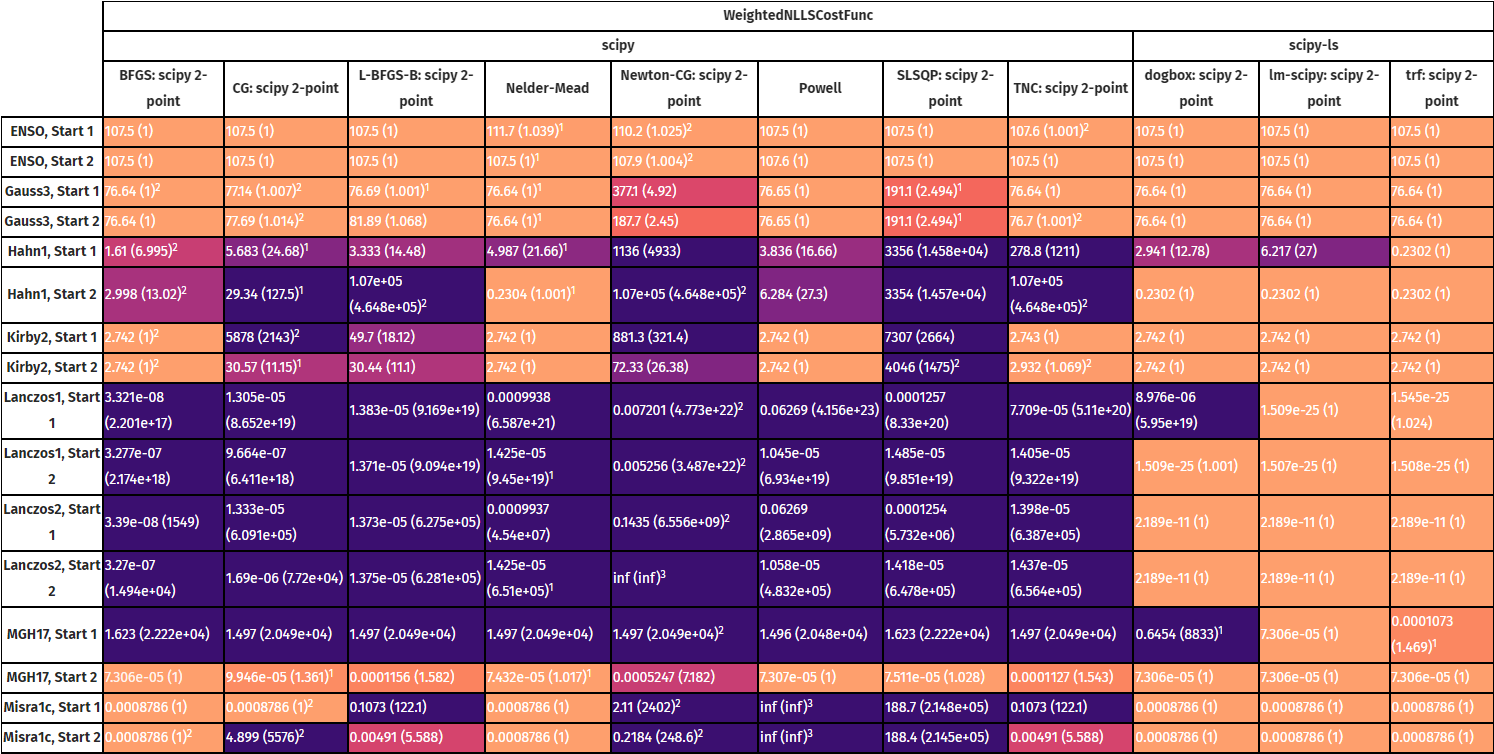 WeightedNLLSCostFunc
scipy scipy-ls
BFGS: scipy 2-point CG: scipy 2-point L-BFGS-B: scipy 2-point Nelder-Mead Newton-CG: scipy 2-point Powell SLSQP: scipy 2-point TNC: scipy 2-point dogbox: scipy 2-point lm-scipy: scipy 2-point trf: scipy 2-point
ENSO, Start 1 107.5 (1) 107.5 (1) 107.5 (1) 111.7 (1.039)¹ 110.2 (1.025)² 107.5 (1) 107.5 (1) 107.6 (1.001)² 107.5 (1) 107.5 (1) 107.5 (1)
ENSO, Start 2 107.5 (1) 107.5 (1) 107.5 (1) 107.5 (1)¹ 107.9 (1.004)² 107.6 (1) 107.5 (1) 107.5 (1) 107.5 (1) 107.5 (1) 107.5 (1)
Gauss3, Start 1 76.64 (1)² 77.14 (1.007)² 76.69 (1.001)¹ 76.64 (1)¹ 377.1 (4.92) 76.65 (1) 191.1 (2.494)¹ 76.64 (1) 76.64 (1) 76.64 (1) 76.64 (1)
Gauss3, Start 2 76.64 (1) 77.69 (1.014)² 81.89 (1.068) 76.64 (1)¹ 187.7 (2.45) 76.65 (1) 191.1 (2.494)¹ 76.7 (1.001)² 76.64 (1) 76.64 (1) 76.64 (1)
Hahn1, Start 1 1.61 (6.995)² 5.683 (24.68)¹ 3.333 (14.48) 4.987 (21.66)¹ 1136 (4933) 3.836 (16.66) 3356 (1.458e+04) 278.8 (1211) 2.941 (12.78) 6.217 (27) 0.2302 (1)
Hahn1, Start 2 2.998 (13.02)² 29.34 (127.5)¹ 1.07e+05 (4.648e+05)² 0.2304 (1.001)¹ 1.07e+05 (4.648e+05)² 6.284 (27.3) 3354 (1.457e+04) 1.07e+05 (4.648e+05)² 0.2302 (1) 0.2302 (1) 0.2302 (1)
Kirby2, Start 1 2.742 (1)² 5878 (2143)² 49.7 (18.12) 2.742 (1) 881.3 (321.4) 2.742 (1) 7307 (2664) 2.743 (1) 2.742 (1) 2.742 (1) 2.742 (1)
Kirby2, Start 2 2.742 (1)² 30.57 (11.15)¹ 30.44 (11.1) 2.742 (1) 72.33 (26.38) 2.742 (1) 4046 (1475)² 2.932 (1.069)² 2.742 (1) 2.742 (1) 2.742 (1)
Lanczos1, Start 1 3.321e-08 (2.201e+17) 1.305e-05 (8.652e+19) 1.383e-05 (9.169e+19) 0.0009938 (6.587e+21) 0.007201 (4.773e+22)² 0.06269 (4.156e+23) 0.0001257 (8.33e+20) 7.709e-05 (5.11e+20) 8.976e-06 (5.95e+19) 1.509e-25 (1) 1.545e-25 (1.024)
Lanczos1, Start 2 3.277e-07 (2.174e+18) 9.664e-07 (6.411e+18) 1.371e-05 (9.094e+19) 1.425e-05 (9.45e+19)¹ 0.005256 (3.487e+22)² 1.045e-05 (6.934e+19) 1.485e-05 (9.851e+19) 1.405e-05 (9.322e+19) 1.509e-25 (1.001) 1.507e-25 (1) 1.508e-25 (1)
Lanczos2, Start 1 3.39e-08 (1549) 1.333e-05 (6.091e+05) 1.373e-05 (6.275e+05) 0.0009937 (4.54e+07) 0.1435 (6.556e+09)² 0.06269 (2.865e+09) 0.0001254 (5.732e+06) 1.398e-05 (6.387e+05) 2.189e-11 (1) 2.189e-11 (1) 2.189e-11 (1)
Lanczos2, Start 2 3.27e-07 (1.494e+04) 1.69e-06 (7.72e+04) 1.375e-05 (6.281e+05) 1.425e-05 (6.51e+05)¹ inf (inf)³ 1.058e-05 (4.832e+05) 1.418e-05 (6.478e+05) 1.437e-05 (6.564e+05) 2.189e-11 (1) 2.189e-11 (1) 2.189e-11 (1)
MGH17, Start 1 1.623 (2.222e+04) 1.497 (2.049e+04) 1.497 (2.049e+04) 1.497 (2.049e+04) 1.497 (2.049e+04)² 1.496 (2.048e+04) 1.623 (2.222e+04) 1.497 (2.049e+04) 0.6454 (8833)¹ 7.306e-05 (1) 0.0001073 (1.469)¹
MGH17, Start 2 7.306e-05 (1) 9.946e-05 (1.361)¹ 0.0001156 (1.582) 7.432e-05 (1.017)¹ 0.0005247 (7.182) 7.307e-05 (1) 7.511e-05 (1.028) 0.0001127 (1.543) 7.306e-05 (1) 7.306e-05 (1) 7.306e-05 (1)
Misra1c, Start 1 0.0008786 (1) 0.0008786 (1)² 0.1073 (122.1) 0.0008786 (1) 2.11 (2402)² inf (inf)³ 188.7 (2.148e+05) 0.1073 (122.1) 0.0008786 (1) 0.0008786 (1) 0.0008786 (1)
Misra1c, Start 2 0.0008786 (1)² 4.899 (5576)² 0.00491 (5.588) 0.0008786 (1) 0.2184 (248.6)² inf (inf)³ 188.4 (2.145e+05) 0.00491 (5.588) 0.0008786 (1) 0.0008786 (1) 0.0008786 (1)